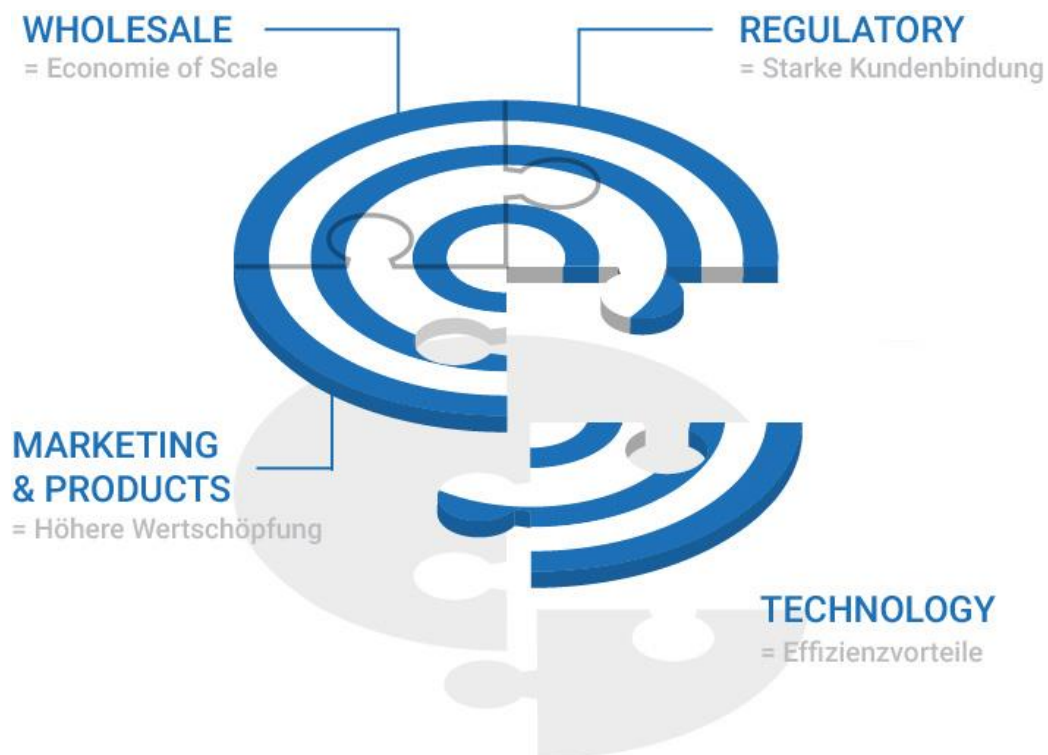 WHOLESALE
= Economie of Scale
REGULATORY
= Starke Kundenbindung
MARKETING
& PRODUCTS
= Höhere Wertschöpfung
TECHNOLOGY
= Effizienzvorteile